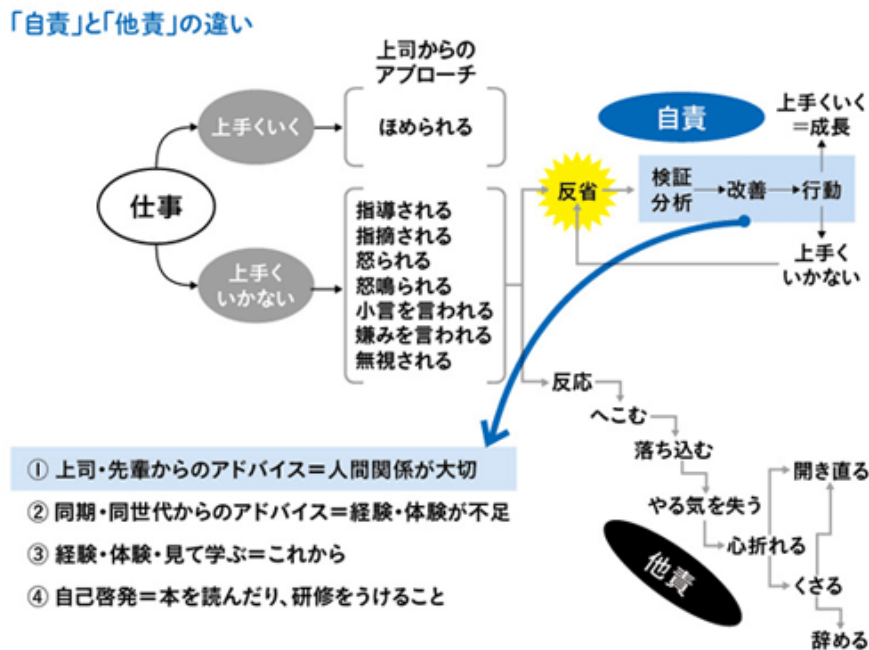 「自責」と「他責」の違い
上司からの
アプローチ
仕事
上手くいく
ほめられる
上手く
いかない
指導される
指摘される
怒られる
怒鳴られる
小言を言われる
嫌みを言われる
無視される
自責
反省
検証
分析
改善
行動
上手くいく
＝成長
上手く
いかない
反応
へこむ
落ち込む
やる気を失う
心折れる
開き直る
くさる
辞める
他責
① 上司・先輩からのアドバイス＝人間関係が大切
② 同期・同世代からのアドバイス＝経験・体験が不足
③ 経験・体験・見て学ぶ＝これから
④ 自己啓発＝本を読んだり、研修をうけること